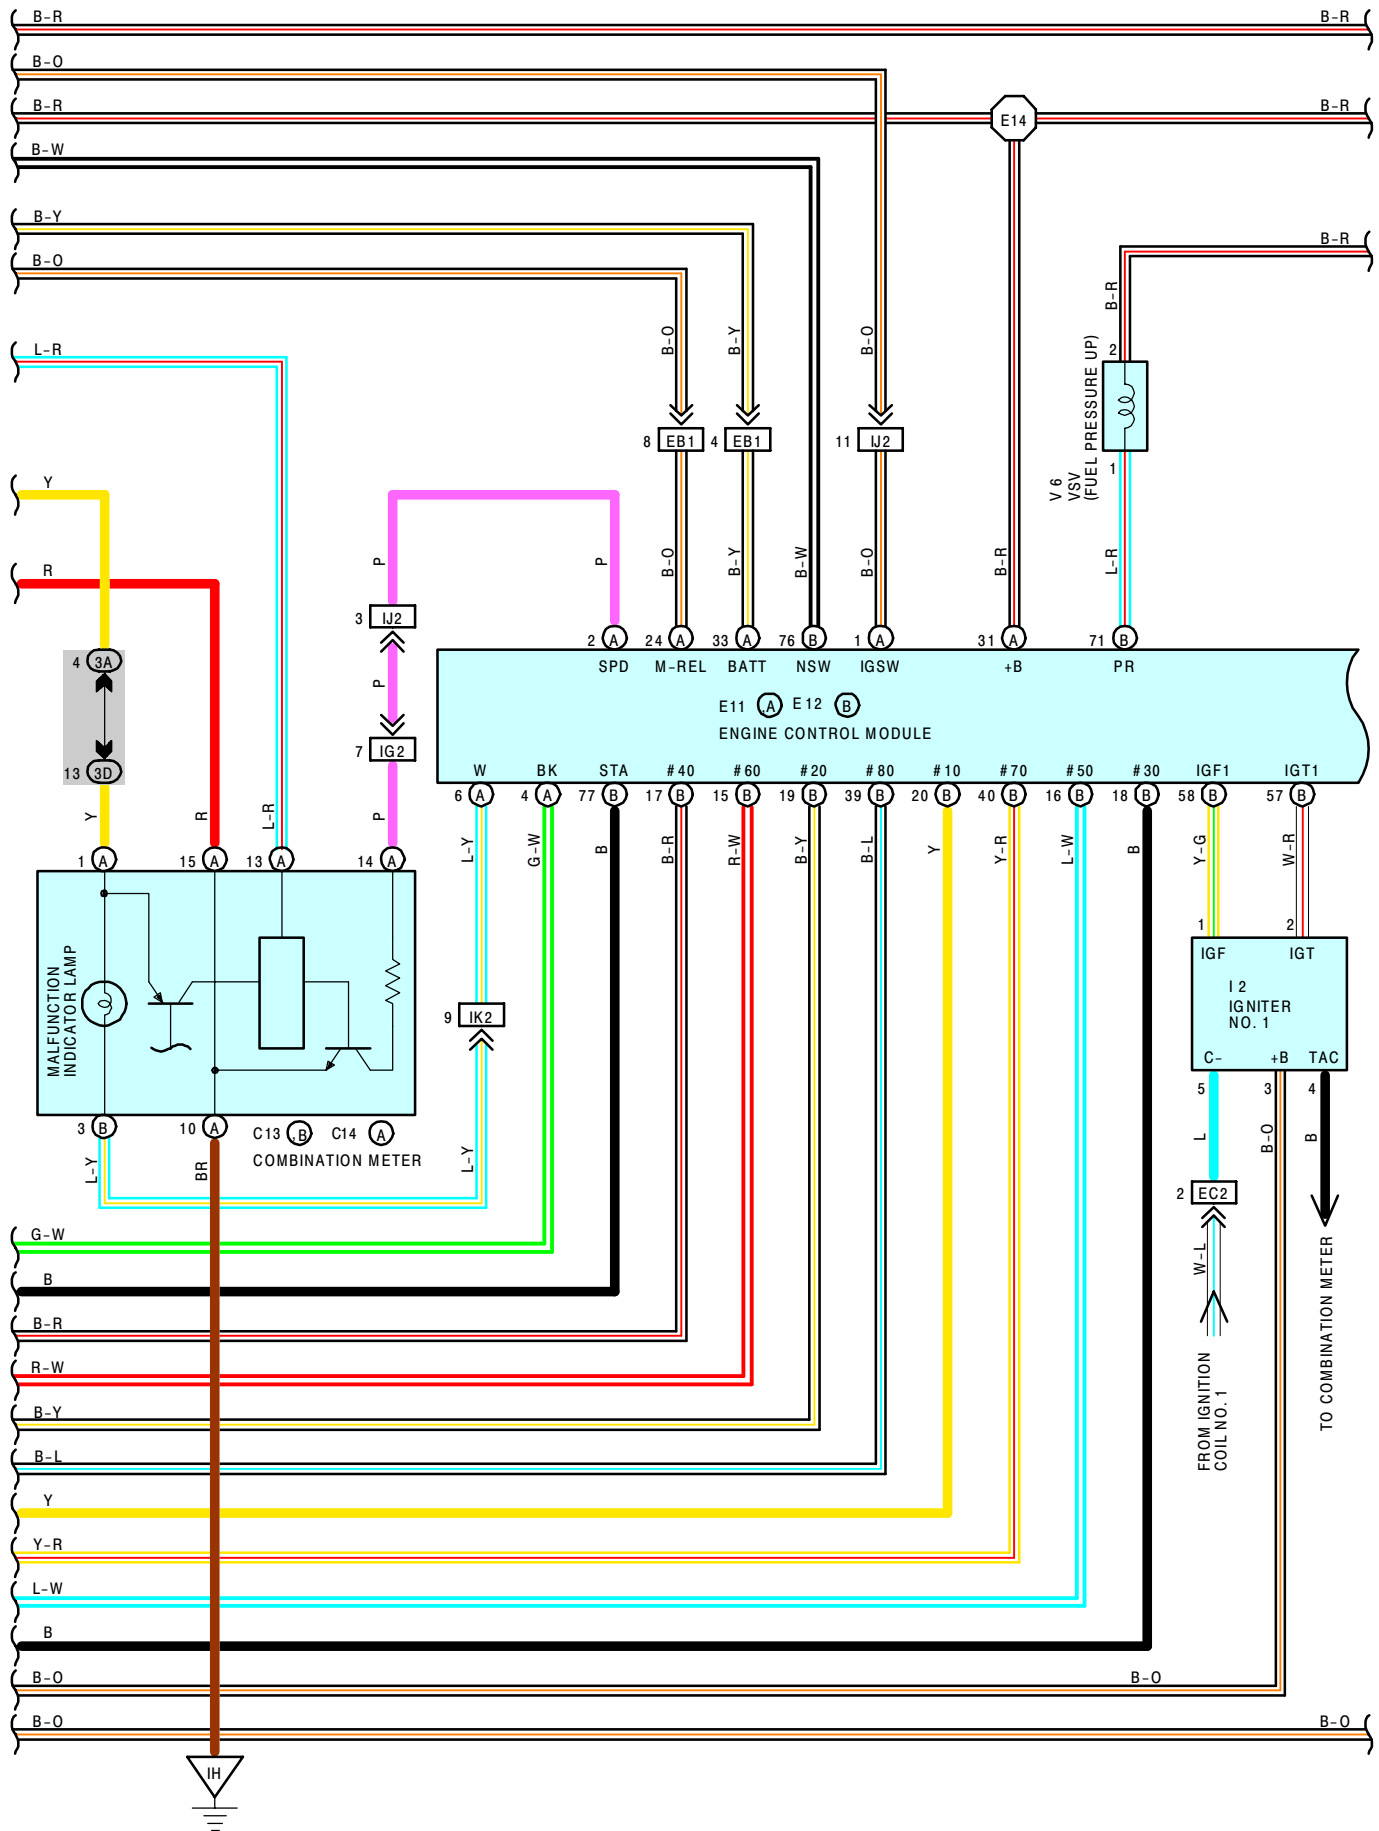 B-R B-R
B-O
B-R E14 B-R
B-W
B-Y
B-R
B-O
B-R
B-O B-Y B-O
L-R
2
V 6
VSV
(FUEL PRESSURE UP)
8 EB1 4 EB1 11 IJ2
1
Y
R
P P B-O B-Y B-W B-O B-R L-R
3 IJ2
2 A 24 A 33 A 76 B 1 A 31 A 71 B
SPD M-REL BATT NSW IGSW +B PR
4 3A
P
E11 A E12 B
ENGINE CONTROL MODULE
7 IG2
13 3D
W BK STA #40 #60 #20 #80 #10 #70 #50 #30 IGF1 IGT1
6 A 4 A 77 B 17 B 15 B 19 B 39 B 20 B 40 B 16 B 18 B 58 B 57 B
Y R L-R P
L-Y G-W B B-R R-W B-Y B-L Y Y-R L-W B Y-G W-R
1 A 15 A 13 A 14 A
1 2
IGF IGT
I 2
IGNITER
NO. 1
C- +B TAC
MALFUNCTION
INDICATOR LAMP
9 IK2
5 3 4
3 B 10 A C13 B C14 A
COMBINATION METER
L-Y BR L-Y
L B-O B
2 EC2
W-L
FROM IGNITION
COIL NO. 1
TO COMBINATION METER
G-W
B
B-R
R-W
B-Y
B-L
Y
Y-R
L-W
B
B-O B-O
B-O B-O
IH